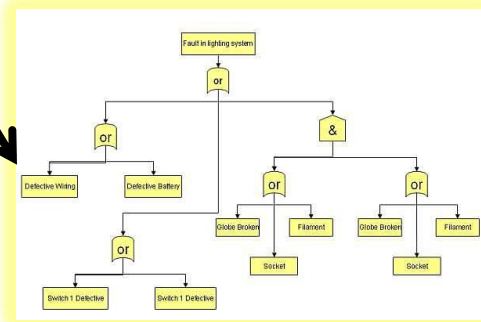 Fault in lighting system
or
or
&
Defective Wiring
Defective Battery
or
or
Globe Broken
Filament
Globe Broken
Filament
or
Socket
Socket
Switch 1 Defective
Switch 1 Defective